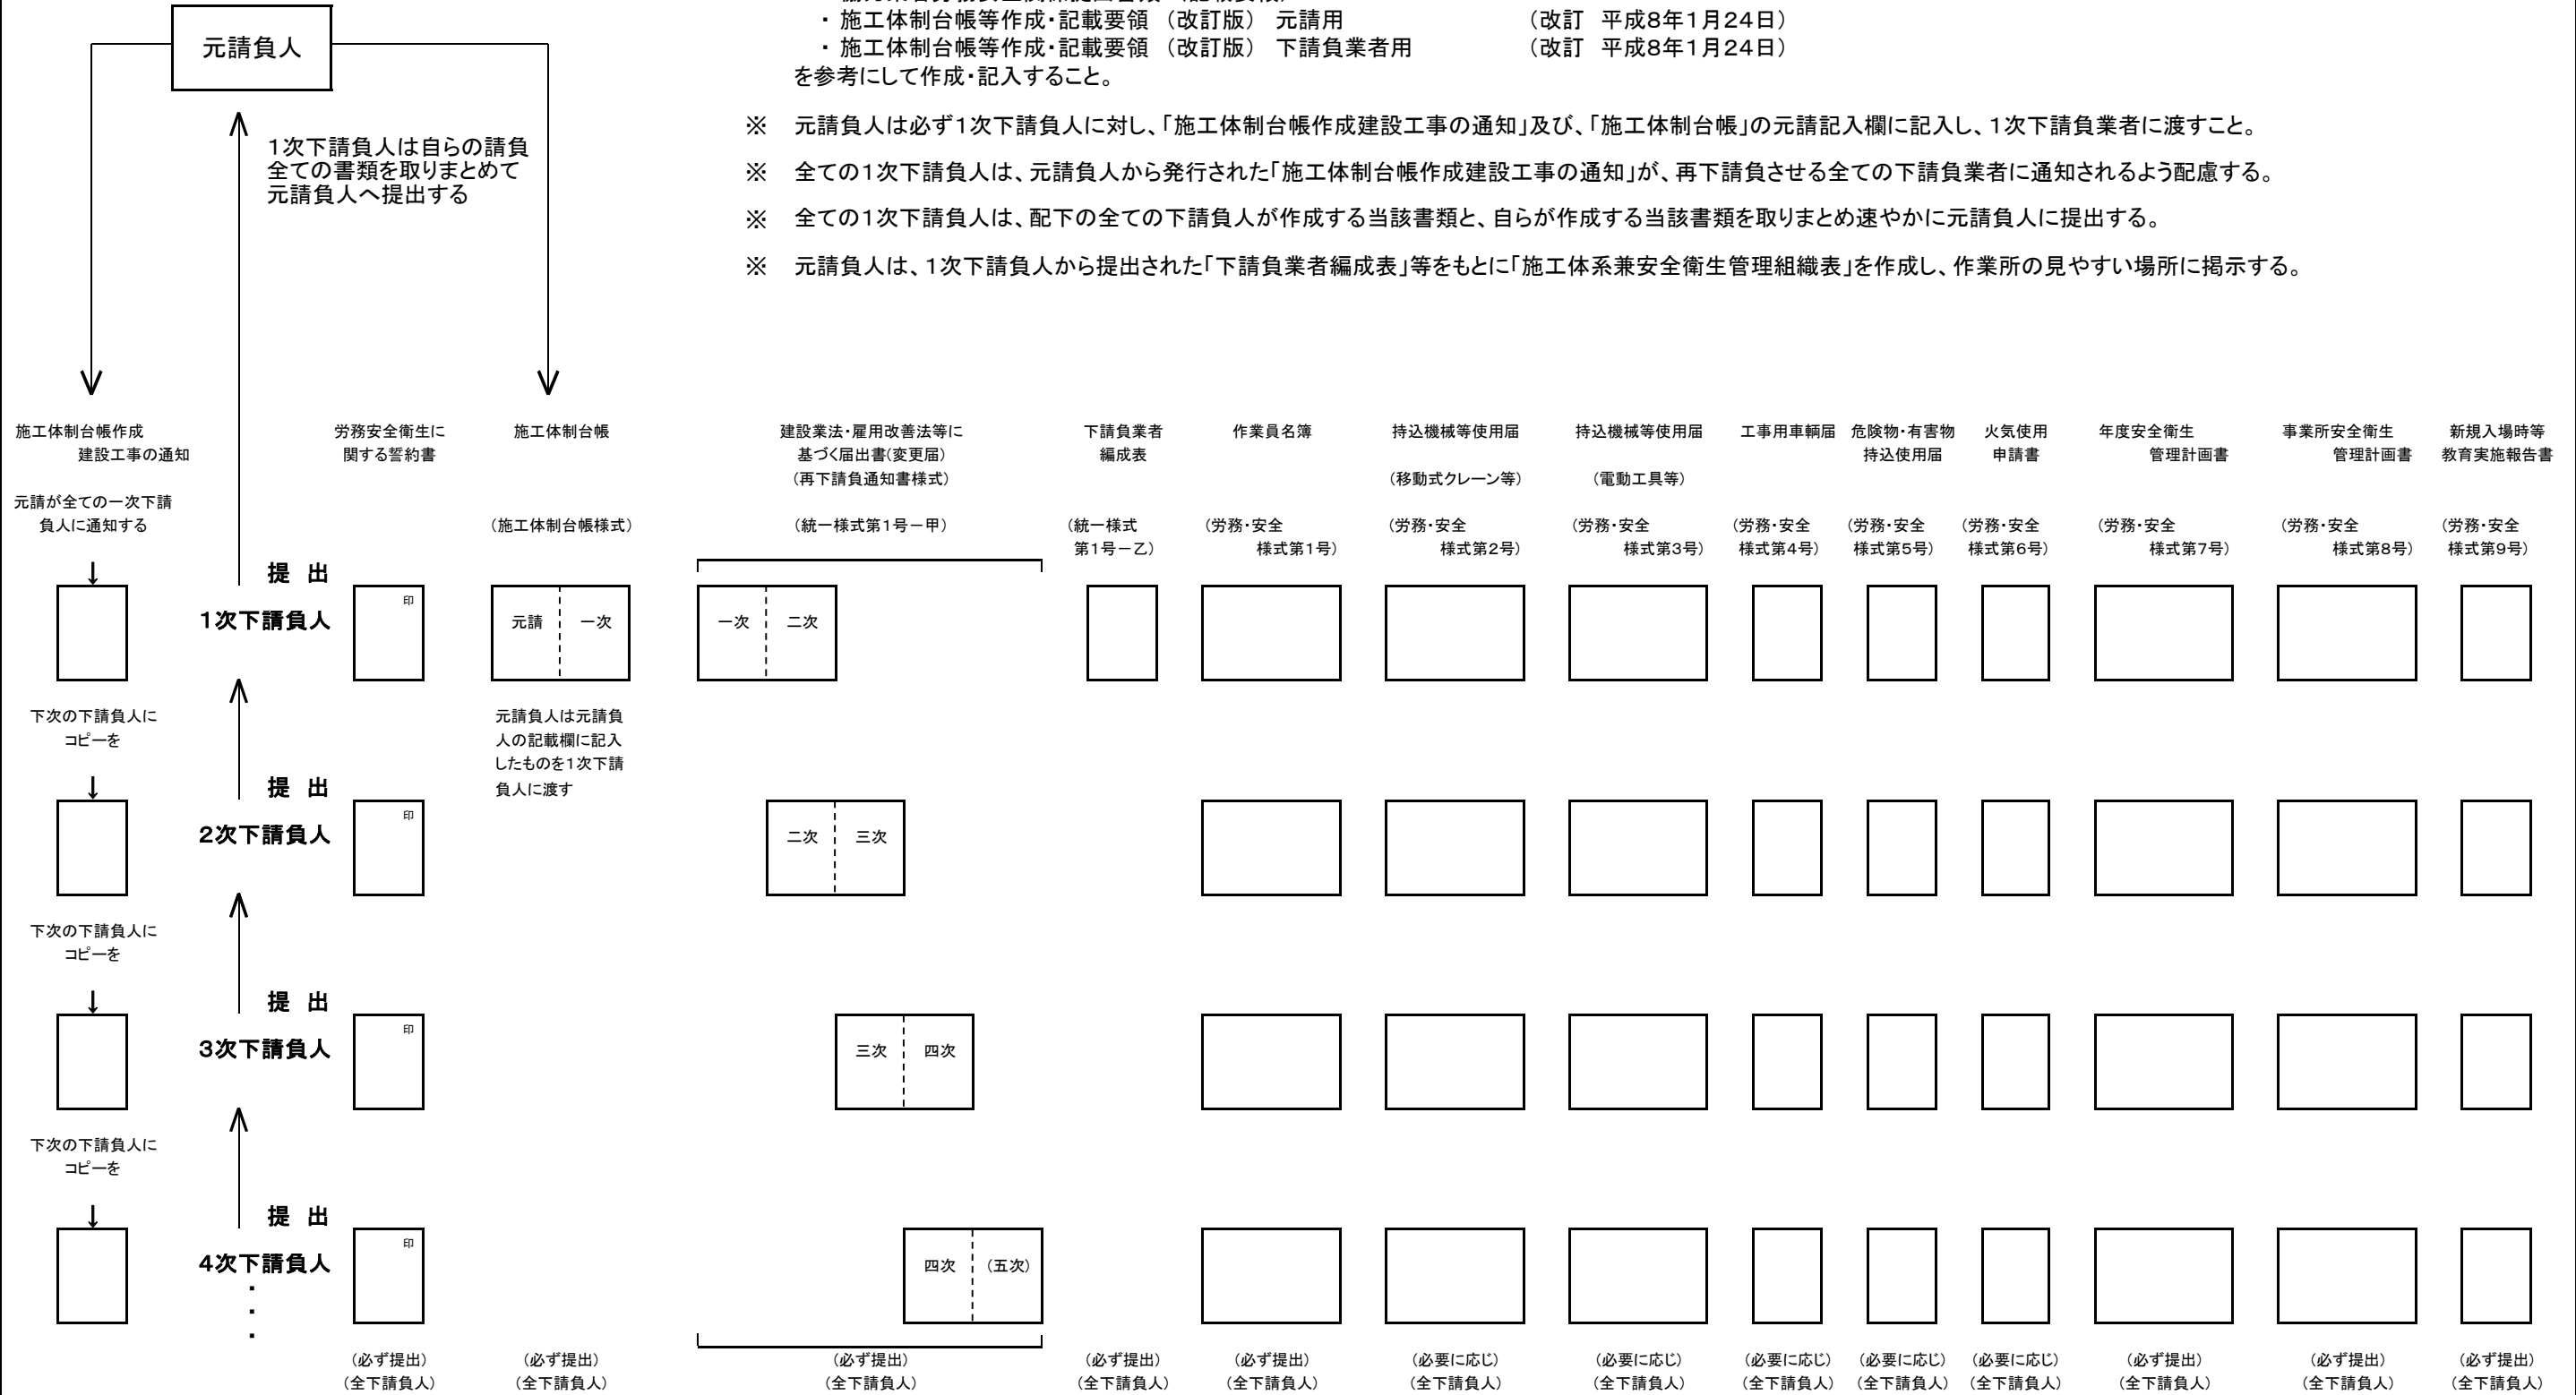 ・ 施工体制台帳等作成・記載要領 （改訂版） 元請用 （改訂 平成8年1月24日）
・ 施工体制台帳等作成・記載要領 （改訂版） 下請負業者用 （改訂 平成8年1月24日）
を参考にして作成・記入すること。
元請負人
※ 元請負人は必ず1次下請負人に対し、「施工体制台帳作成建設工事の通知」及び、「施工体制台帳」の元請記入欄に記入し、1次下請負業者に渡すこと。
※ 全ての1次下請負人は、元請負人から発行された「施工体制台帳作成建設工事の通知」が、再下請負させる全ての下請負業者に通知されるよう配慮する。
※ 全ての1次下請負人は、配下の全ての下請負人が作成する当該書類と、自らが作成する当該書類を取りまとめ速やかに元請負人に提出する。
※ 元請負人は、1次下請負人から提出された「下請負業者編成表」等をもとに「施工体系兼安全衛生管理組織表」を作成し、作業所の見やすい場所に掲示する。
1次下請負人は自らの請負
全ての書類を取りまとめて
元請負人へ提出する
施工体制台帳作成 労務安全衛生に 施工体制台帳 建設業法・雇用改善法等に 下請負業者 作業員名簿 持込機械等使用届 持込機械等使用届 工事用車輌届 危険物・有害物 火気使用 年度安全衛生 事業所安全衛生 新規入場時等
建設工事の通知 関する誓約書 基づく届出書（変更届） 編成表 持込使用届 申請書 管理計画書 管理計画書 教育実施報告書
（再下請負通知書様式） （移動式クレーン等） （電動工具等）
元請が全ての一次下請
負人に通知する （施工体制台帳様式） （統一様式第1号－甲） （統一様式 （労務・安全 （労務・安全 （労務・安全 （労務・安全 （労務・安全 （労務・安全 （労務・安全 （労務・安全 （労務・安全
第1号－乙） 様式第1号） 様式第2号） 様式第3号） 様式第4号） 様式第5号） 様式第6号） 様式第7号） 様式第8号） 様式第9号）
↓ 提 出
印
1次下請負人 元請 一次 一次 二次
下次の下請負人に 元請負人は元請負
コピーを 人の記載欄に記入
したものを1次下請
負人に渡す
↓ 提 出
印
2次下請負人 二次 三次
下次の下請負人に
コピーを
↓ 提 出
印
3次下請負人 三次 四次
下次の下請負人に
コピーを
↓ 提 出
印
4次下請負人 四次 （五次）
・
・
・
（必ず提出） （必ず提出） （必ず提出） （必ず提出） （必ず提出） （必要に応じ） （必要に応じ） （必要に応じ） （必要に応じ） （必要に応じ） （必ず提出） （必ず提出） （必ず提出）
（全下請負人） （全下請負人） （全下請負人） （全下請負人） （全下請負人） （全下請負人） （全下請負人） （全下請負人） （全下請負人） （全下請負人） （全下請負人） （全下請負人） （全下請負人）